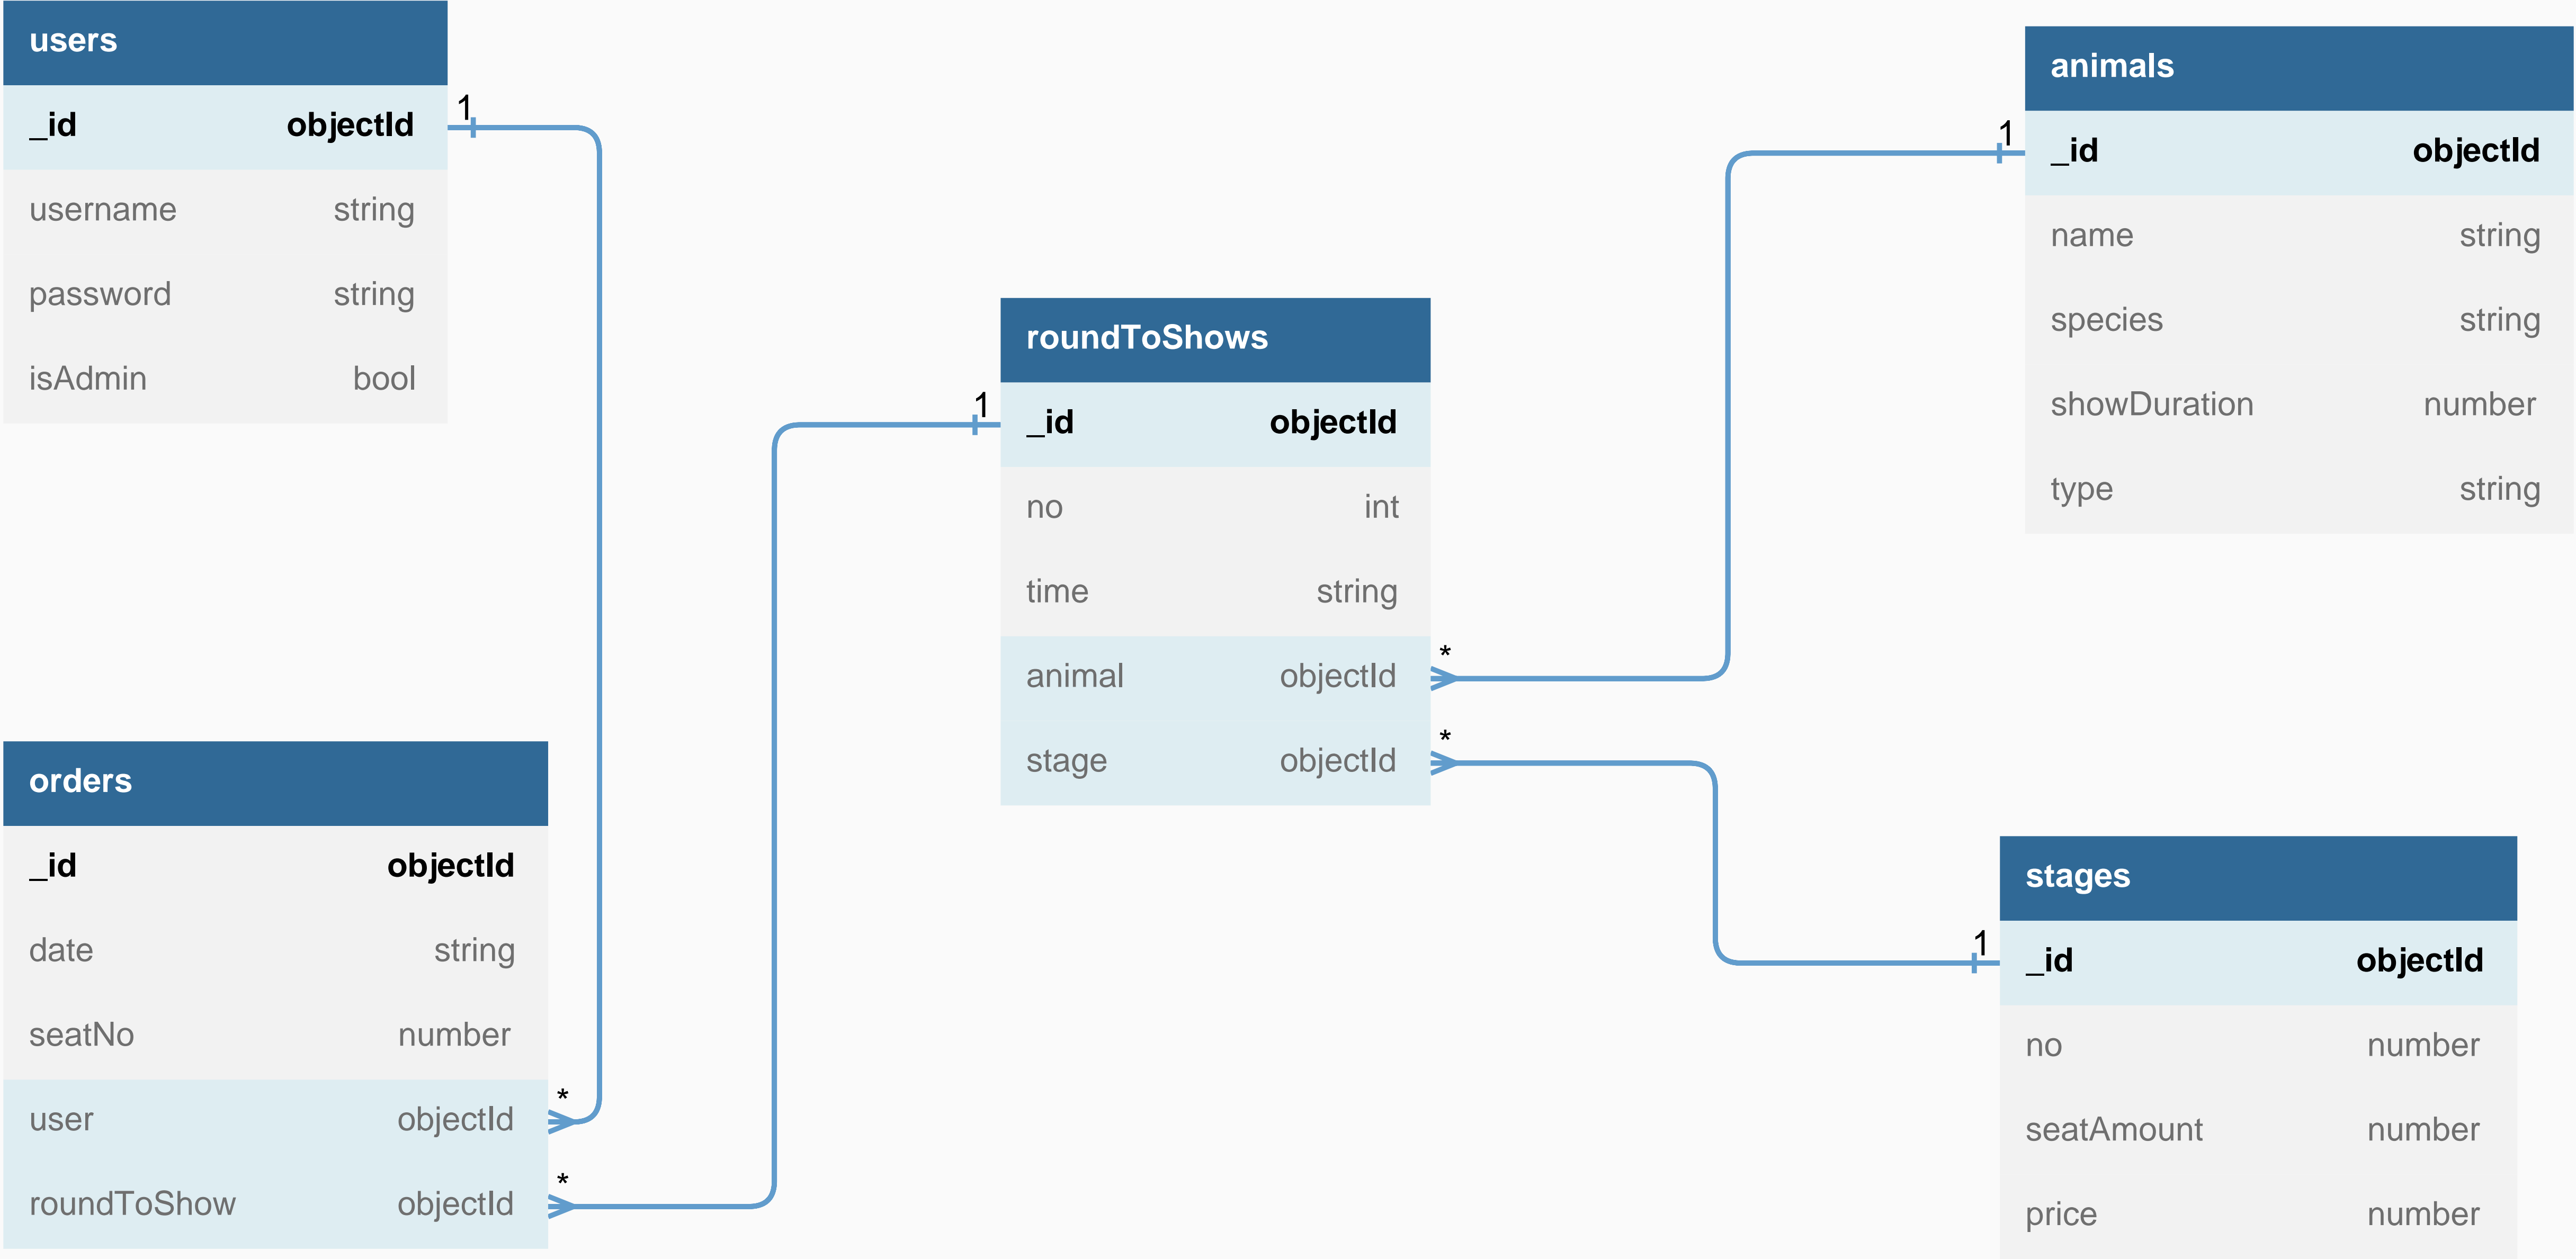 users
_id objectId
username string
password string
isAdmin bool
1
orders
_id objectId
date string
seatNo number
user objectId
*
roundToShow objectId
*
roundToShows
1
_id objectId
no int
time string
animal objectId
*
stage objectId
*
animals
1
_id objectId
name string
species string
showDuration number
type string
stages
1
_id objectId
no number
seatAmount number
price number